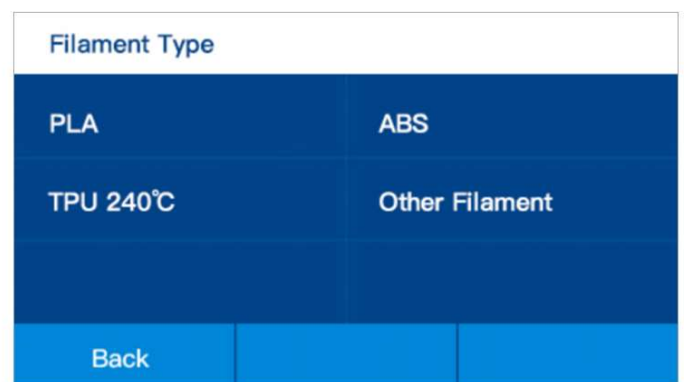 Filament Type
PLA
ABS
TPU 240℃
Other Filament
Back